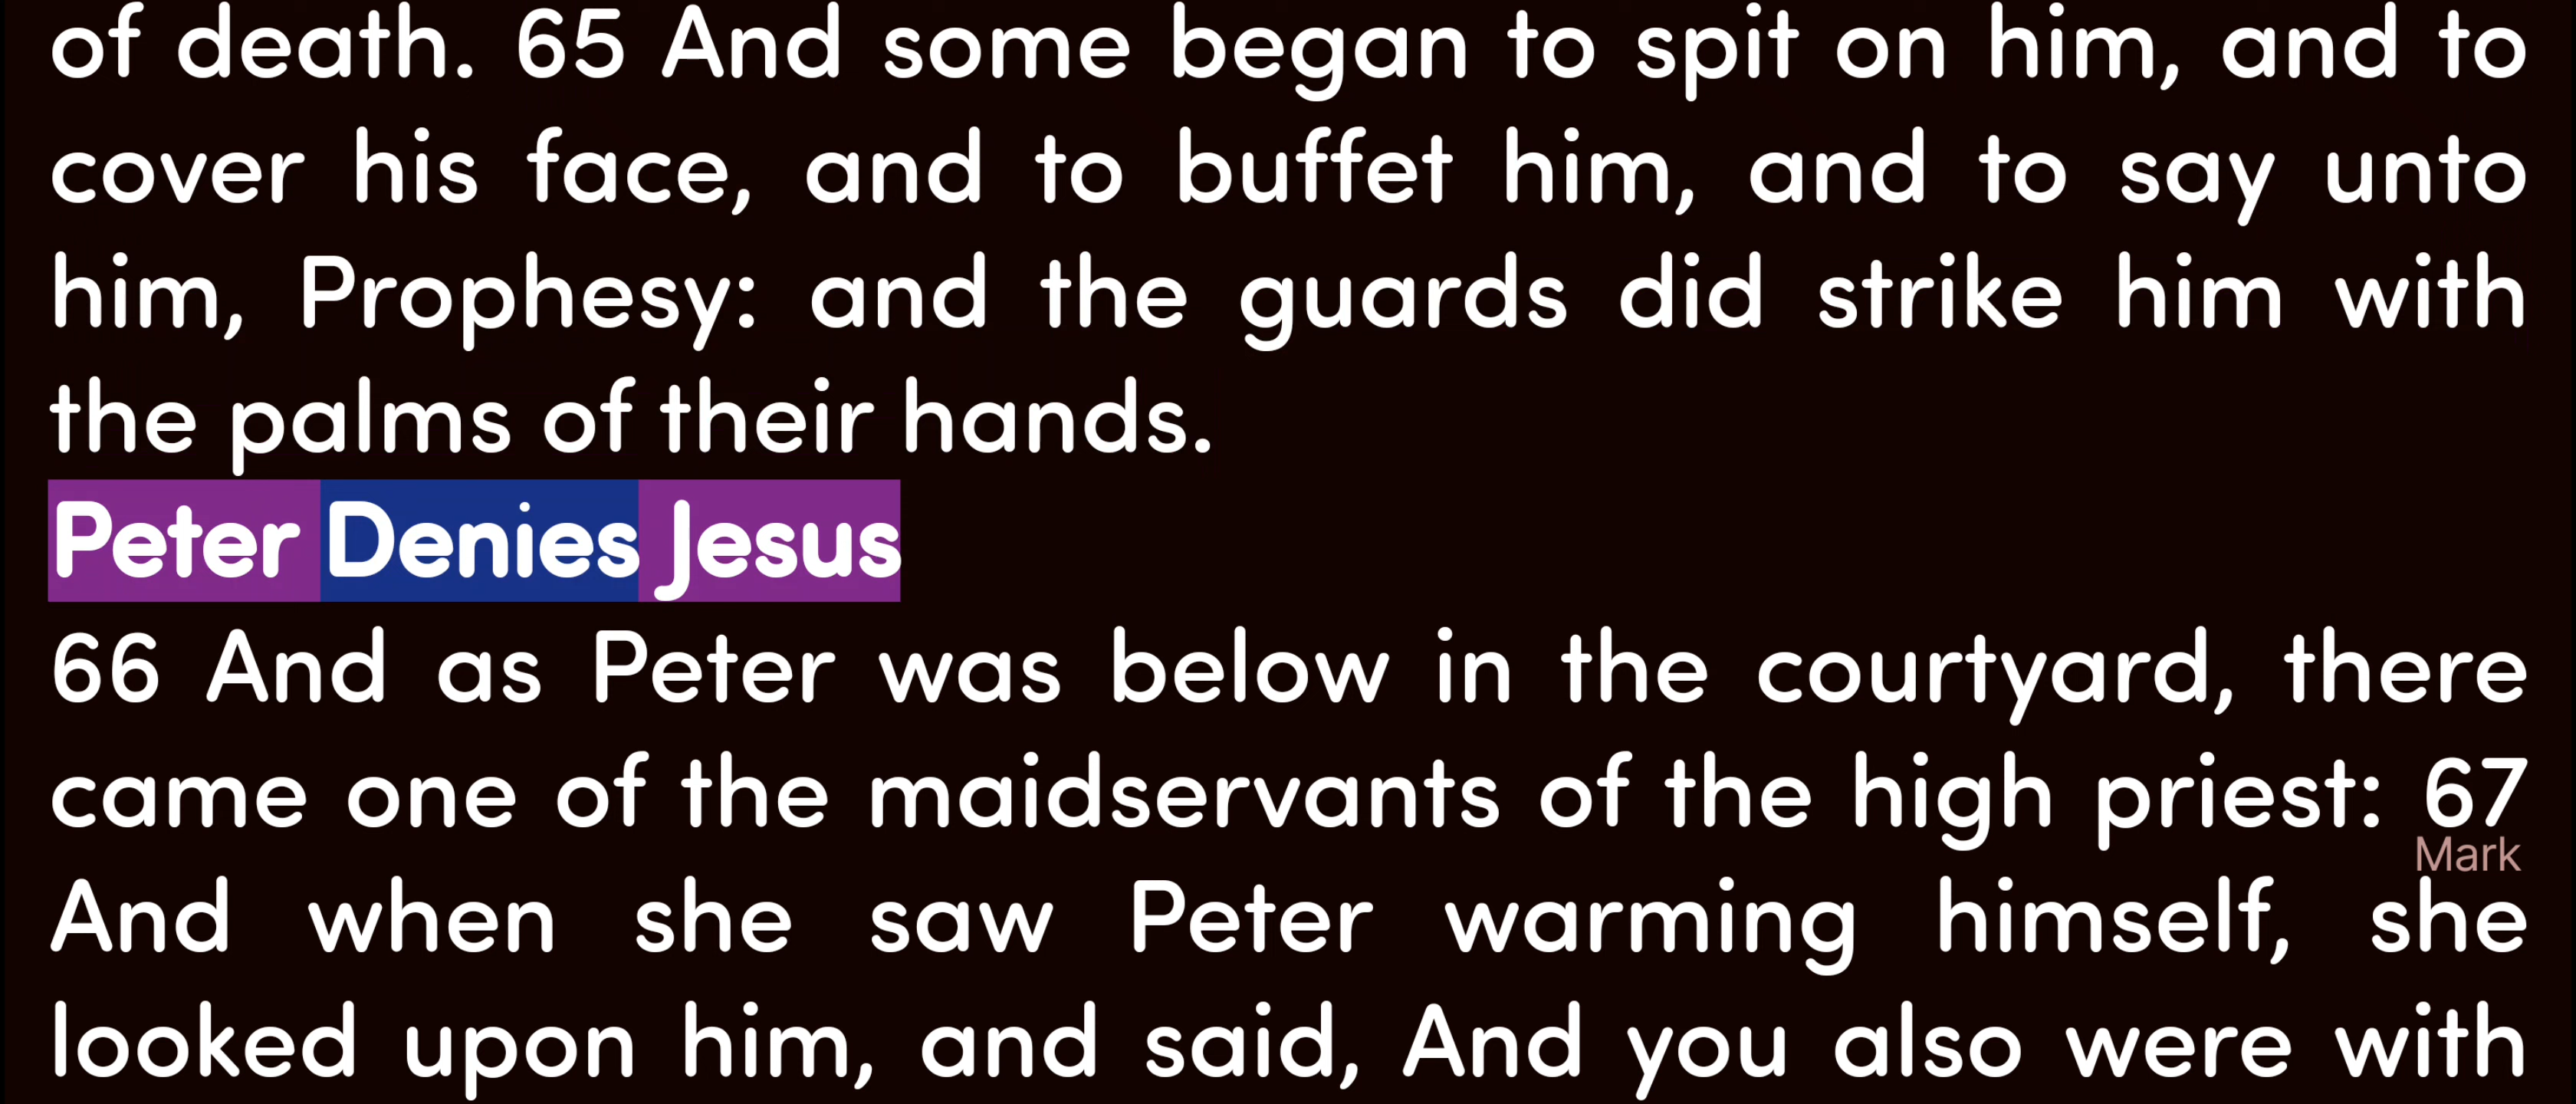 of death. 65 And some began to spit on him, and to
cover his face, and to buffet him, and to say unto
him, Prophesy: and the guards did strike him with
the palms of their hands.
Peter Denies Jesus
66 And as Peter was below in the courtyard, there
came one of the maidservants of the high priest: 67
Mark
And when she saw Peter warming himself, she
looked upon him, and said, And you also were with